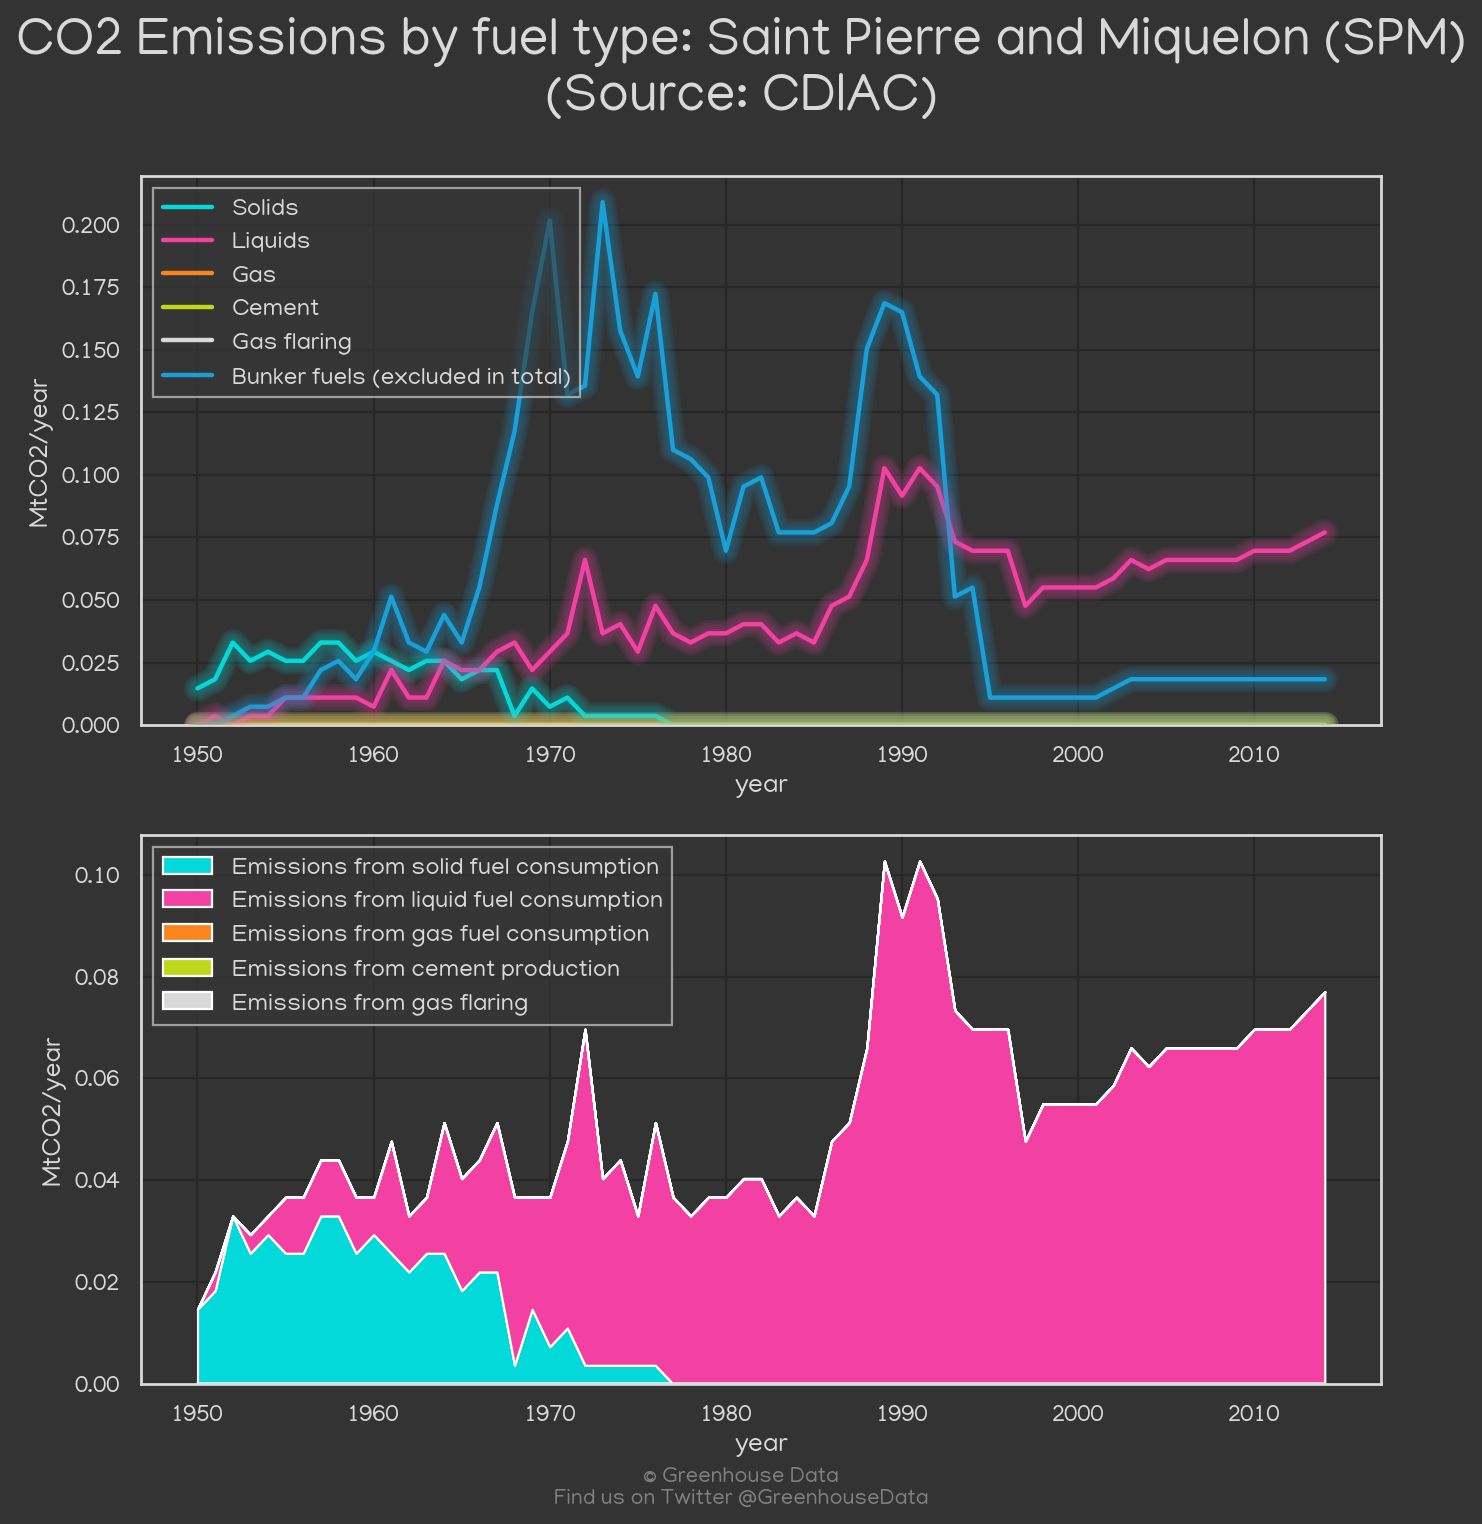 CO2 Emissions by fuel type: Saint Pierre and Miquelon (SPM)
(Source: CDIAC)
Solids
Liquids
Gas
Cement
Gas flaring
Bunker fuels (excluded in total)
0.200
0.175
0.150
0.125
0.100
0.075
0.050
0.025
0.000
MtCO2/year
1950 1960 1970 1980 1990 2000 2010
year
Emissions from solid fuel consumption
Emissions from liquid fuel consumption
Emissions from gas fuel consumption
Emissions from cement production
Emissions from gas flaring
0.10
0.08
0.06
0.04
0.02
0.00
MtCO2/year
1950 1960 1970 1980 1990 2000 2010
year
© Greenhouse Data
Find us on Twitter @GreenhouseData